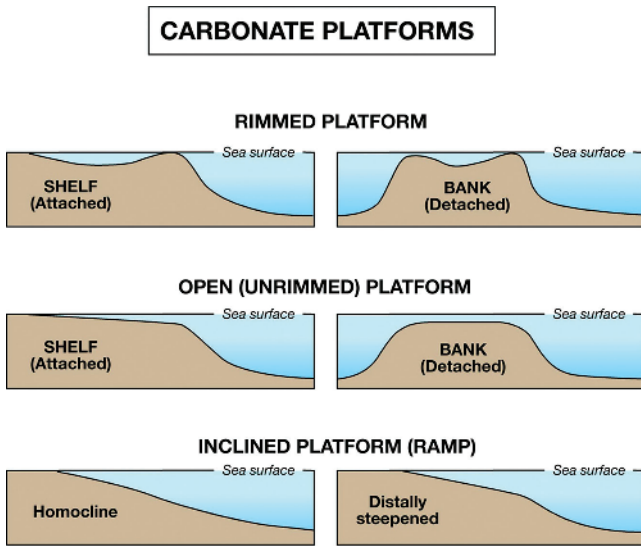 CARBONATE PLATFORMS
RIMMED PLATFORM
Sea surface
SHELF
(Attached)
Sea surface
BANK
(Detached)
OPEN (UNRIMMED) PLATFORM
Sea surface
SHELF
(Attached)
Sea surface
BANK
(Detached)
INCLINED PLATFORM (RAMP)
Sea surface
Homocline
Sea surface
Distally
steepened